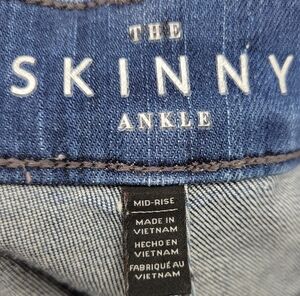 THE
SKINNY
ANKLE
MID-RISE
MADE IN
VIETNAM
HECHO EN
VIETNAM
FABRIQUÉ AU
VIETNAM